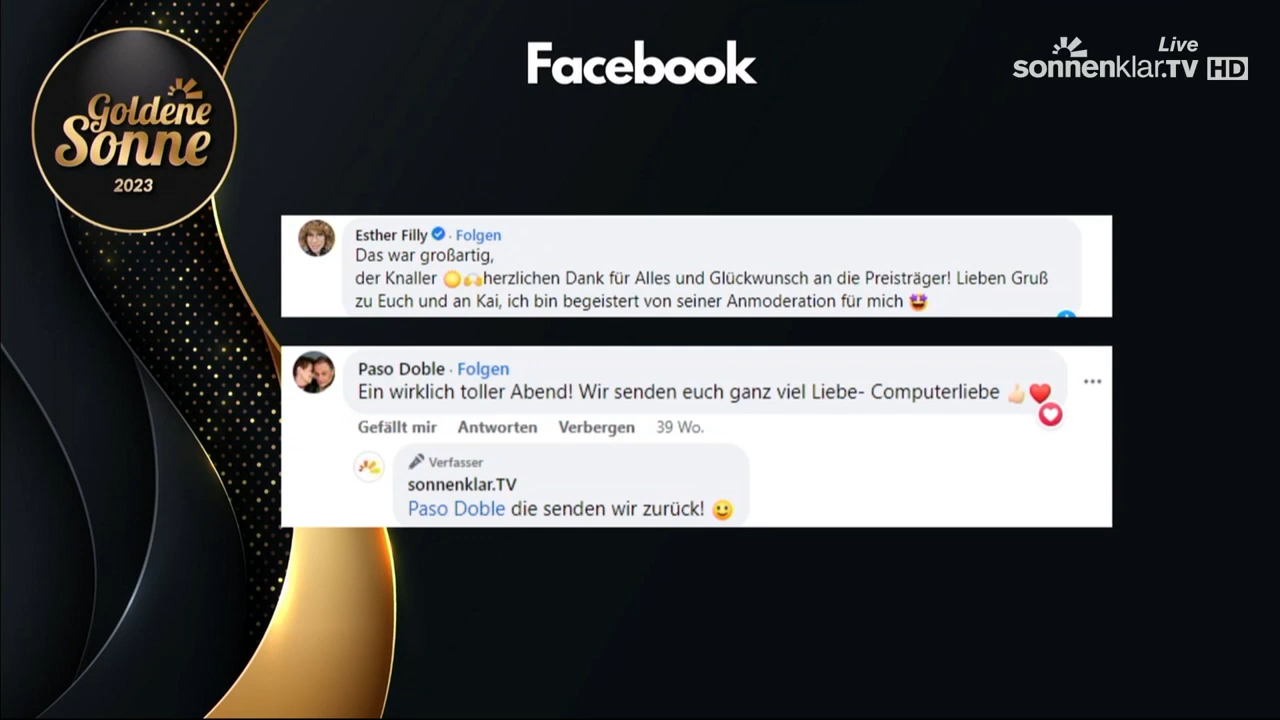 Goldene
Sonne
2023
Facebook
Live
sonnenklar.TV HD
Esther Filly · Folgen
Das war großartig,
der Knaller 🌞🙌herzlichen Dank für Alles und Glückwunsch an die Preisträger! Lieben Gruß
zu Euch und an Kai, ich bin begeistert von seiner Anmoderation für mich 🤩
Paso Doble · Folgen
Ein wirklich toller Abend! Wir senden euch ganz viel Liebe- Computerliebe 👍🏻❤️
Gefällt mir Antworten Verbergen 39 Wo.
Verfasser
sonnenklar.TV
Paso Doble die senden wir zurück! 🙂